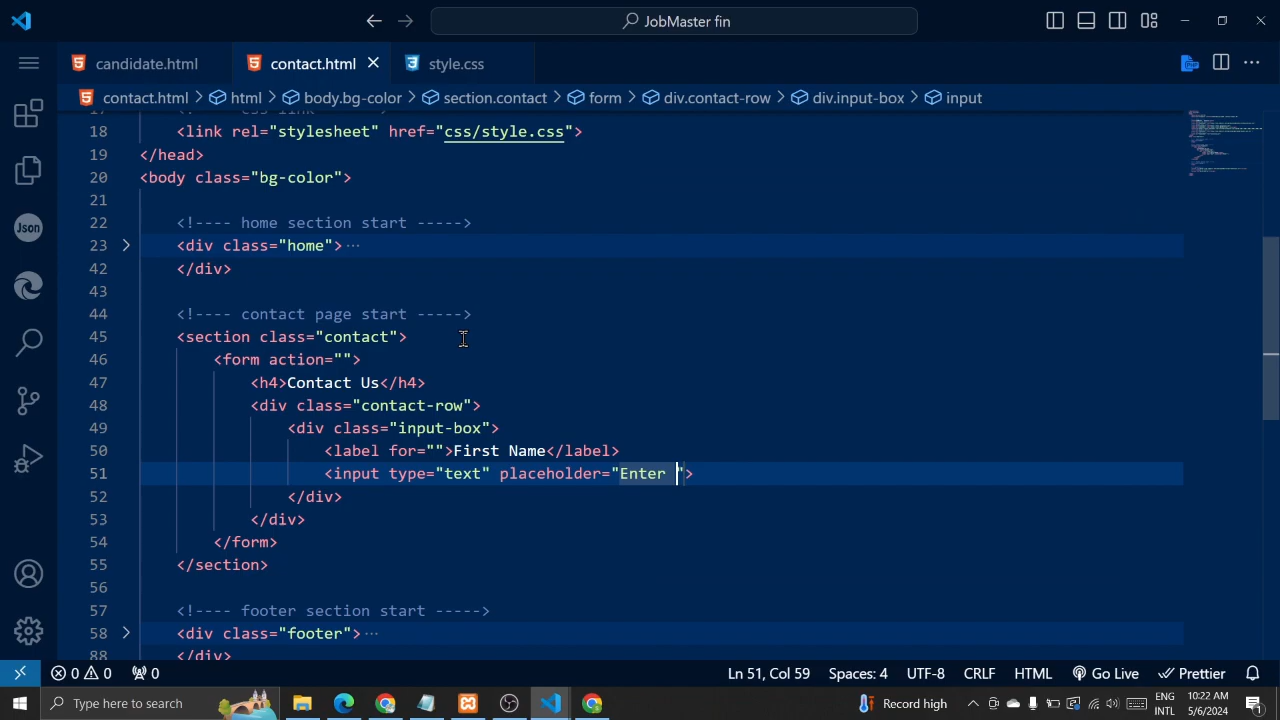 JobMaster fin
candidate.html
contact.html
style.css
contact.html > html > body.bg-color > section.contact > form > div.contact-row > div.input-box > input
18 <link rel="stylesheet" href="css/style.css">
19 </head>
20 <body class="bg-color">
21
22 <!---- home section start ----->
23 <div class="home"> ···
42 </div>
43
44 <!---- contact page start ----->
45 <section class="contact">
46 <form action="">
47 <h4>Contact Us</h4>
48 <div class="contact-row">
49 <div class="input-box">
50 <label for="">First Name</label>
51 <input type="text" placeholder="Enter ">
52 </div>
53 </div>
54 </form>
55 </section>
56
57 <!---- footer section start ----->
58 <div class="footer"> ···
88 </div>
Json
0 0 0 Ln 51, Col 59 Spaces: 4 UTF-8 CRLF HTML Go Live Prettier
Type here to search Record high ENG INTL 10:22 AM 5/6/2024